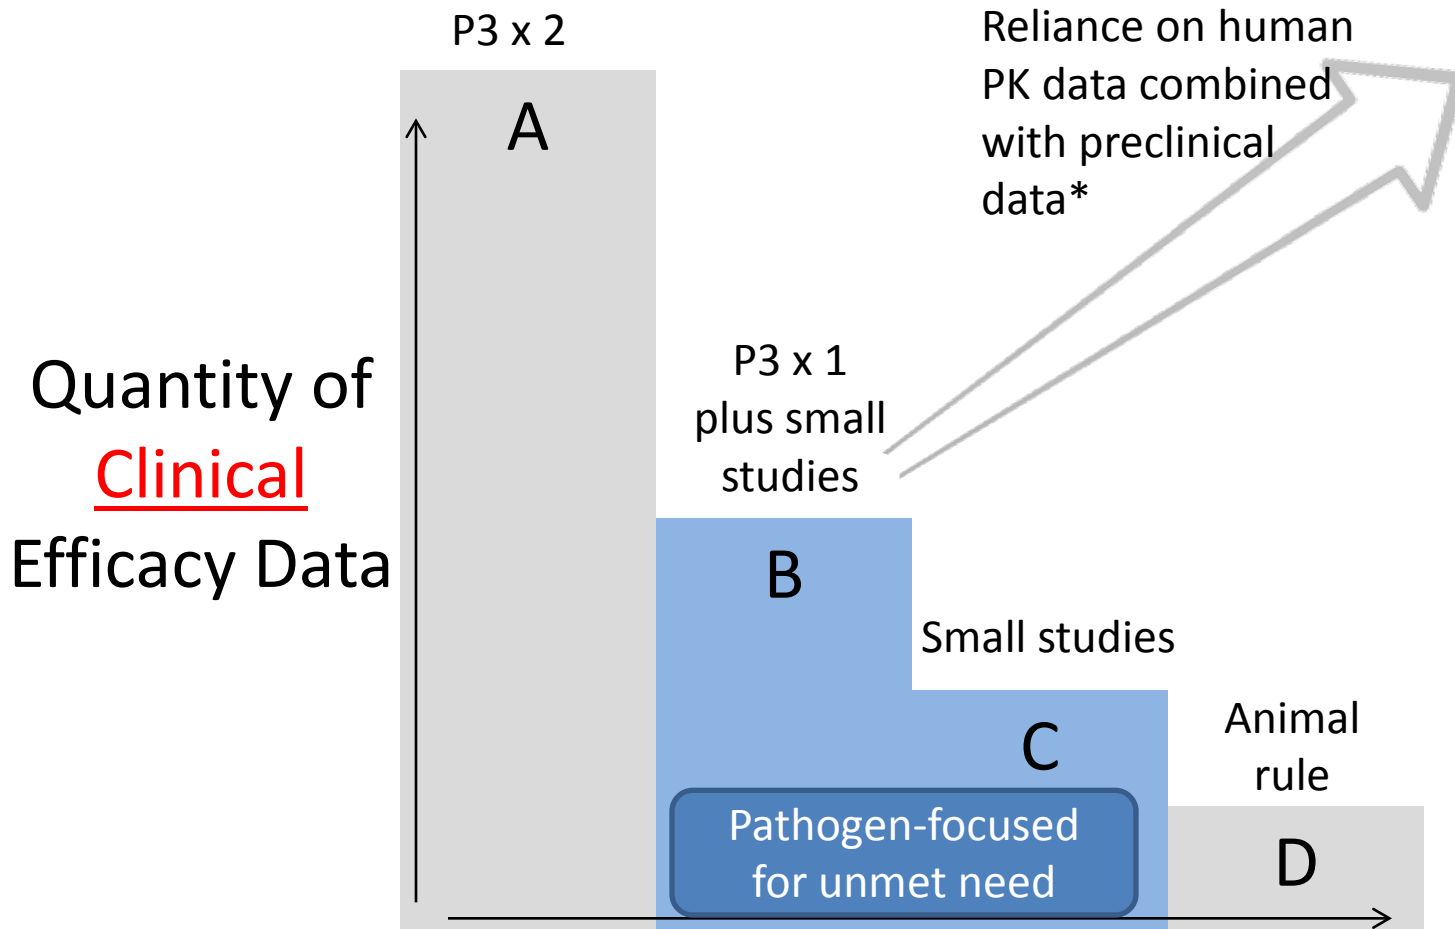 P3 x 2
Reliance on human
PK data combined
with preclinical
data*
A
Quantity of
Clinical
Efficacy Data
P3 x 1
plus small
studies
B
Small studies
C
Animal
rule
D
Pathogen-focused
for unmet need